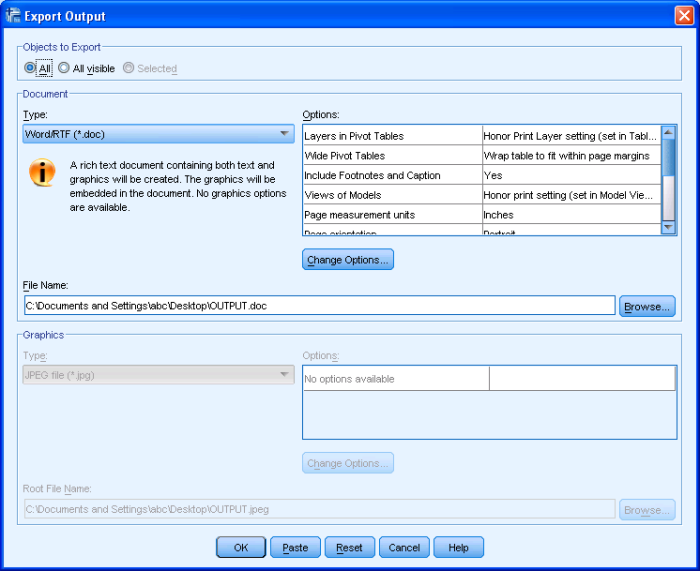 Export Output
Objects to Export
All All visible Selected
Document
Type:
Word/RTF (*.doc)
A rich text document containing both text and
graphics will be created. The graphics will be
embedded in the document. No graphics options
are available.
Options:
Layers in Pivot Tables Honor Print Layer setting (set in Tabl...
Wide Pivot Tables Wrap table to fit within page margins
Include Footnotes and Caption Yes
Views of Models Honor print setting (set in Model Vie...
Page measurement units Inches
Page orientation Portrait
Change Options...
File Name:
C:\Documents and Settings\abc\Desktop\OUTPUT.doc
Browse...
Graphics
Type:
JPEG file (*.jpg)
Options:
No options available
Change Options...
Root File Name:
C:\Documents and Settings\abc\Desktop\OUTPUT.jpeg
Browse...
OK Paste Reset Cancel Help